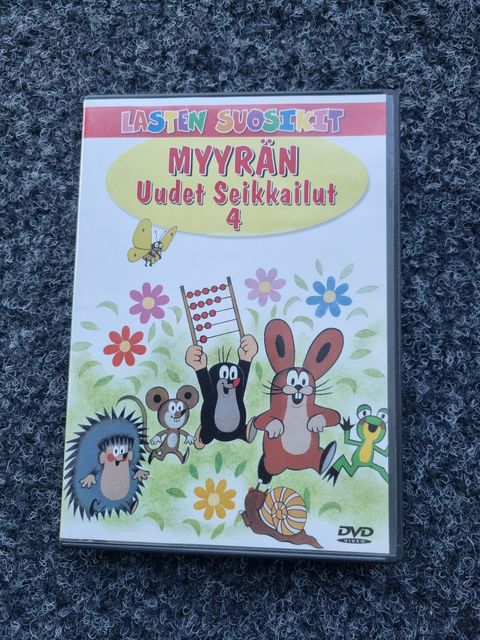 LASTEN SUOSIKIT
MYYRÄN
Uudet Seikkailut
4
DVD
VIDEO